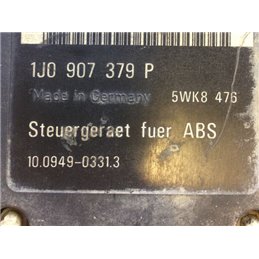 1J0 907 379 P
Made in Germany 5WK8 476
Steuergeraet fuer ABS
10.0949-0331.3